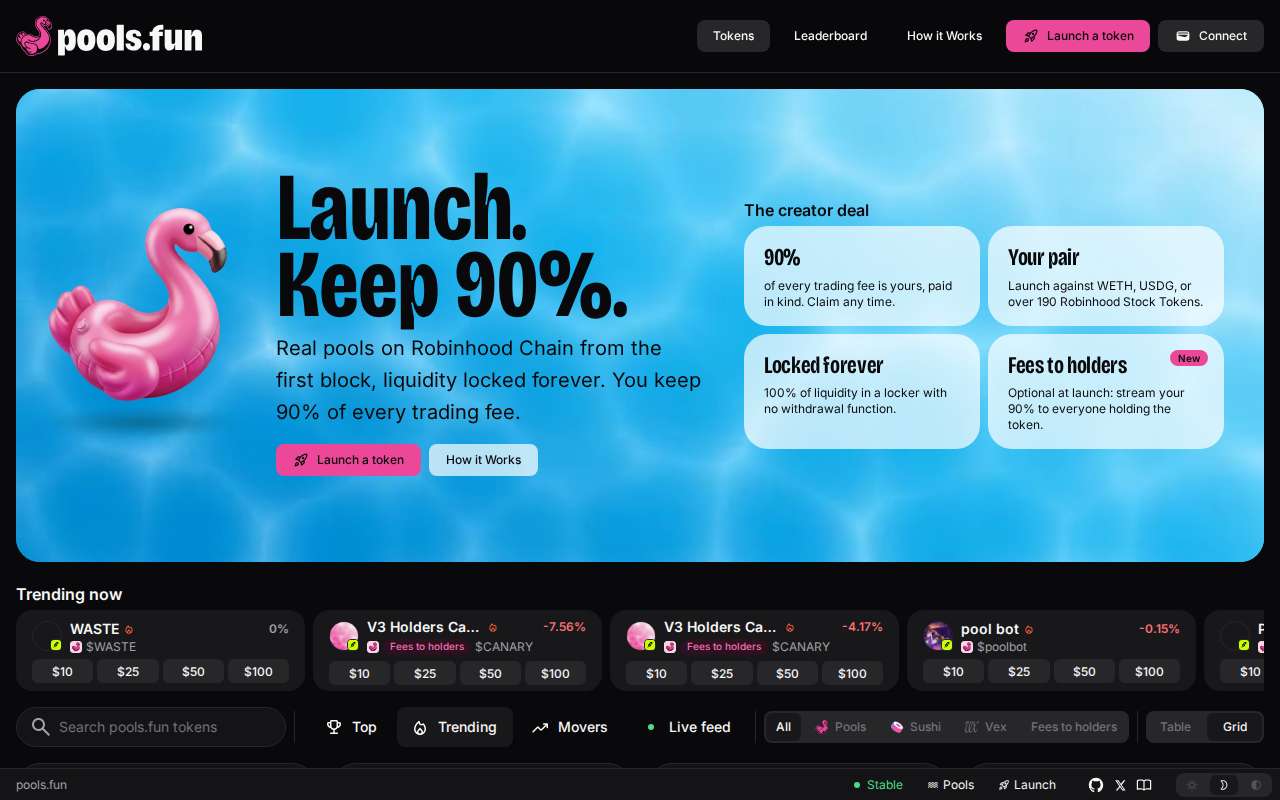 pools.fun
Tokens
Leaderboard
How it Works
Launch a token
Connect
Launch.
Keep 90%.
Real pools on Robinhood Chain from the
first block, liquidity locked forever. You keep
90% of every trading fee.
Launch a token
How it Works
The creator deal
90%
of every trading fee is yours, paid
in kind. Claim any time.
Your pair
Launch against WETH, USDG, or
over 190 Robinhood Stock Tokens.
Locked forever
100% of liquidity in a locker with
no withdrawal function.
Fees to holders
New
Optional at launch: stream your
90% to everyone holding the
token.
Trending now
WASTE
0%
$WASTE
$10
$25
$50
$100
V3 Holders Ca...
-7.56%
Fees to holders
$CANARY
$10
$25
$50
$100
V3 Holders Ca...
-4.17%
Fees to holders
$CANARY
$10
$25
$50
$100
pool bot
-0.15%
$poolbot
$10
$25
$50
$100
$10
Search pools.fun tokens
Top
Trending
Movers
Live feed
All
Pools
Sushi
Vex
Fees to holders
Table
Grid
pools.fun
Stable
Pools
Launch